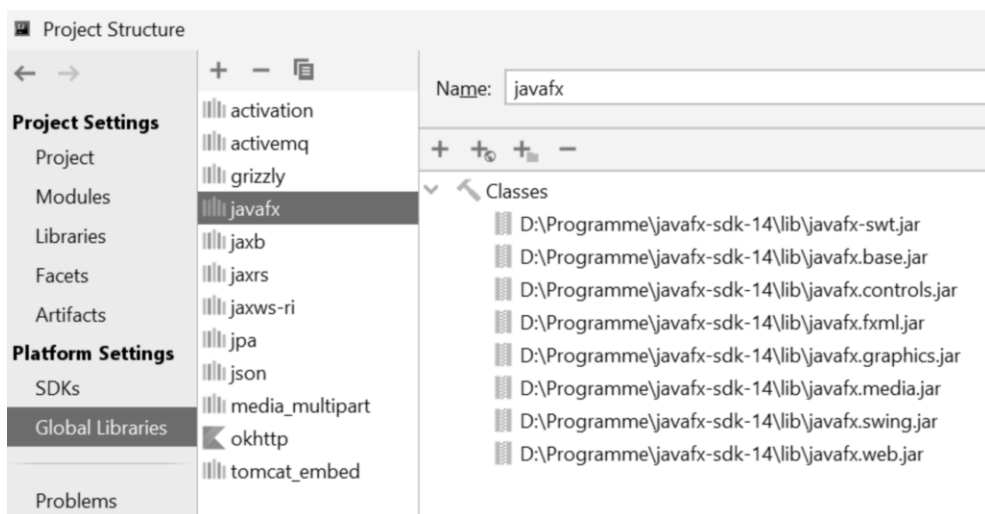 Project Structure
Project Settings
Project
Modules
Libraries
Facets
Artifacts
Platform Settings
SDKs
Global Libraries
Problems
activation
activemq
grizzly
javafx
jaxb
jaxrs
jaxws-ri
jpa
json
media_multipart
okhttp
tomcat_embed
Name: javafx
Classes
D:\Programme\javafx-sdk-14\lib\javafx-swt.jar
D:\Programme\javafx-sdk-14\lib\javafx.base.jar
D:\Programme\javafx-sdk-14\lib\javafx.controls.jar
D:\Programme\javafx-sdk-14\lib\javafx.fxml.jar
D:\Programme\javafx-sdk-14\lib\javafx.graphics.jar
D:\Programme\javafx-sdk-14\lib\javafx.media.jar
D:\Programme\javafx-sdk-14\lib\javafx.swing.jar
D:\Programme\javafx-sdk-14\lib\javafx.web.jar